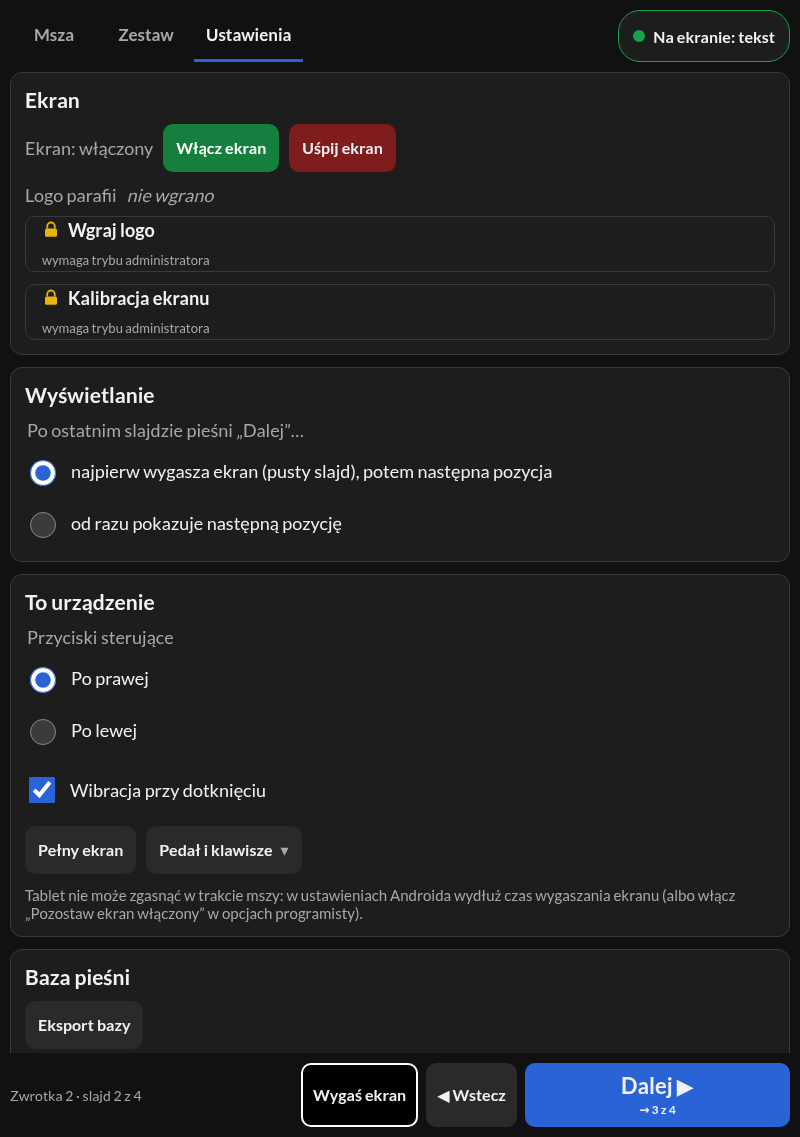 Msza
Zestaw
Ustawienia
Na ekranie: tekst
Ekran
Ekran: włączony
Włącz ekran
Uśpij ekran
Logo parafii nie wgrano
Wgraj logo
wymaga trybu administratora
Kalibracja ekranu
wymaga trybu administratora
Wyświetlanie
Po ostatnim slajdzie pieśni „Dalej”…
najpierw wygasza ekran (pusty slajd), potem następna pozycja
od razu pokazuje następną pozycję
To urządzenie
Przyciski sterujące
Po prawej
Po lewej
Wibracja przy dotknięciu
Pełny ekran
Pedał i klawisze ▾
Tablet nie może zgasnąć w trakcie mszy: w ustawieniach Androida wydłuż czas wygaszania ekranu (albo włącz
„Pozostaw ekran włączony” w opcjach programisty).
Baza pieśni
Eksport bazy
Zwrotka 2 · slajd 2 z 4
Wygaś ekran
◀ Wstecz
Dalej ▶
→ 3 z 4